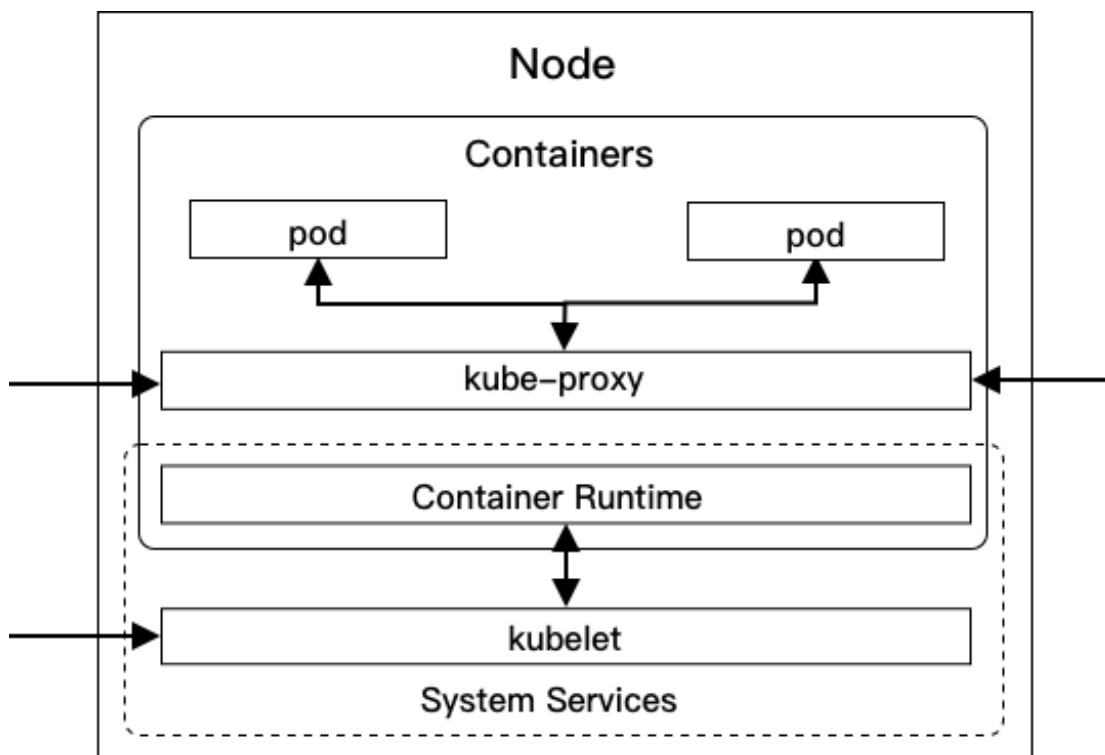 Node
Containers
pod
pod
kube-proxy
Container Runtime
kubelet
System Services